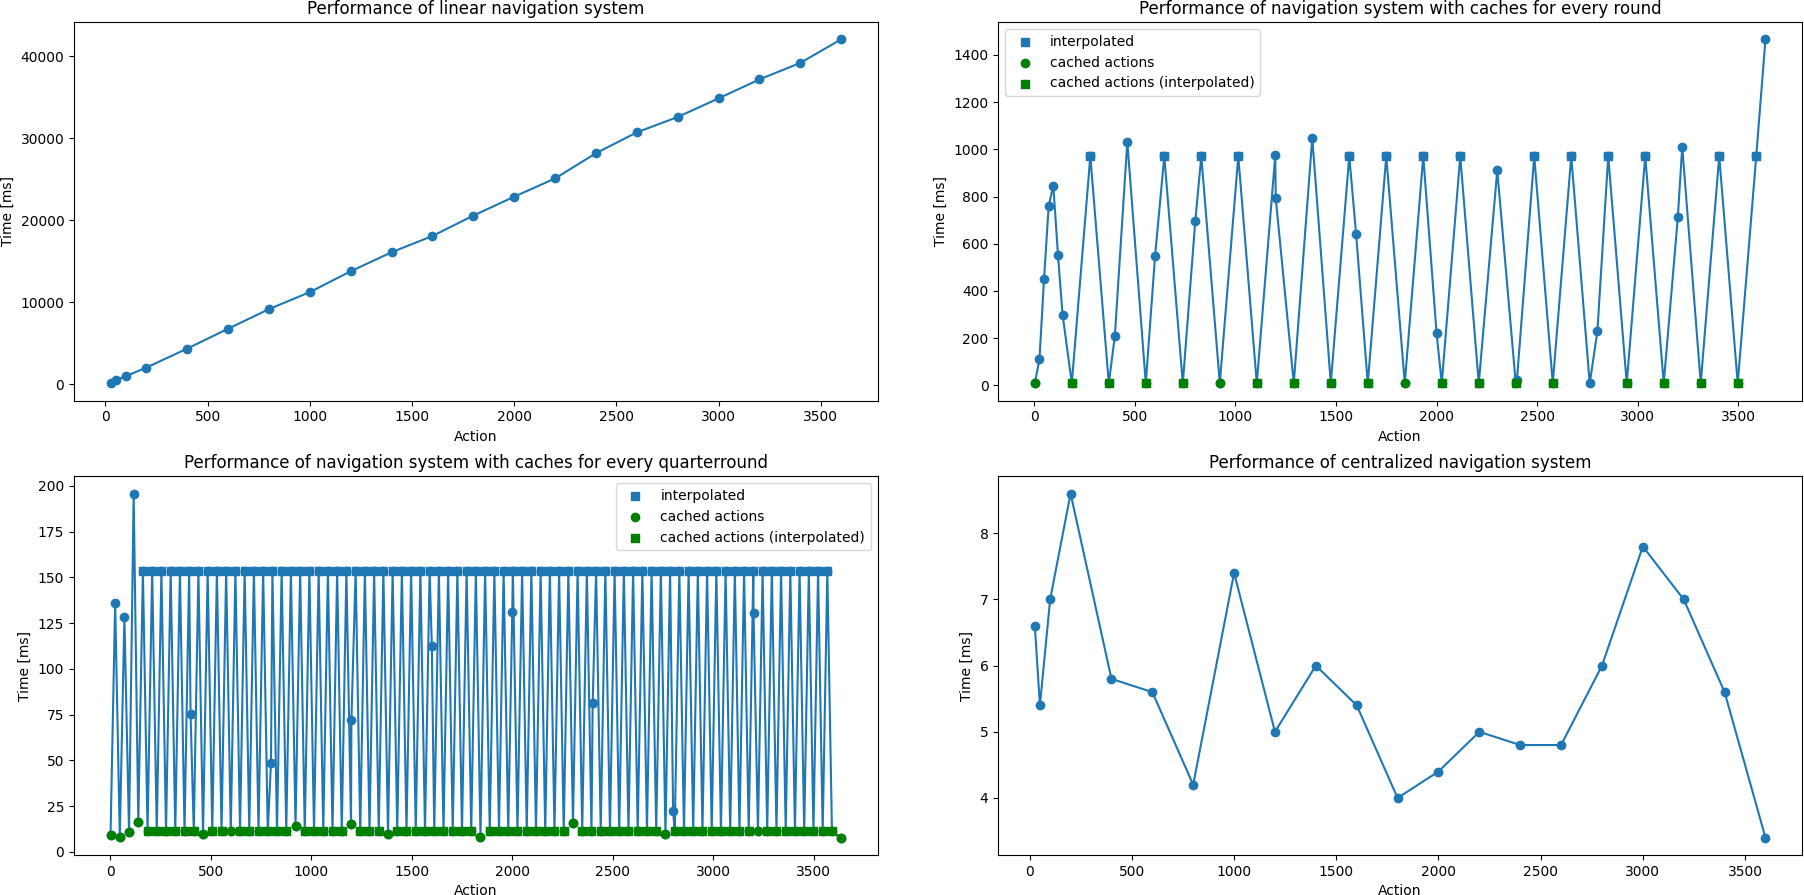 Performance of linear navigation system
Time [ms]
40000
30000
20000
10000
0
0 500 1000 1500 2000 2500 3000 3500
Action
Performance of navigation system with caches for every round
interpolated
cached actions
cached actions (interpolated)
Time [ms]
1400
1200
1000
800
600
400
200
0
0 500 1000 1500 2000 2500 3000 3500
Action
Performance of navigation system with caches for every quarterround
interpolated
cached actions
cached actions (interpolated)
Time [ms]
200
175
150
125
100
75
50
25
0
0 500 1000 1500 2000 2500 3000 3500
Action
Performance of centralized navigation system
Time [ms]
8
7
6
5
4
0 500 1000 1500 2000 2500 3000 3500
Action